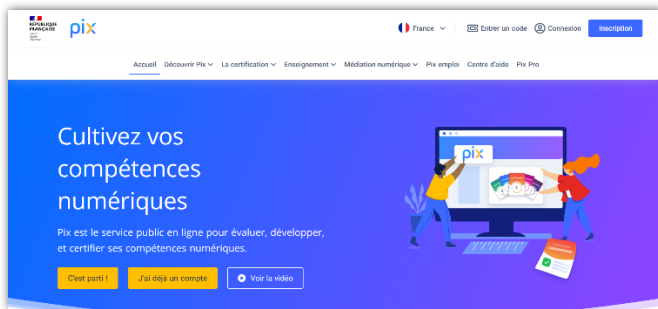 RÉPUBLIQUE
FRANÇAISE
pix
France
Entrer un code
Connexion
Inscription
Accueil Découvrir Pix La certification Enseignement Médiation numérique Pix emploi Centre d'aide Pix Pro
Cultivez vos
compétences
numériques
pix
Pix est le service public en ligne pour évaluer, développer,
et certifier ses compétences numériques.
C'est parti !
J'ai déjà un compte
Voir la vidéo